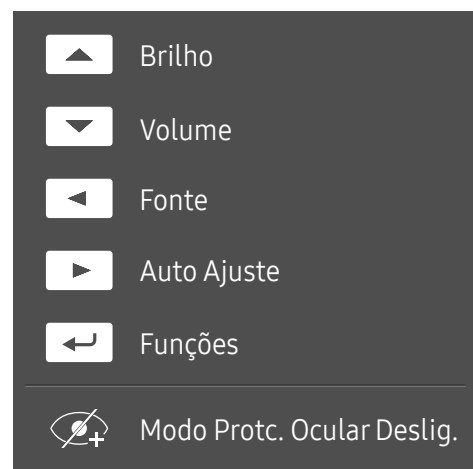 Brilho
Volume
Fonte
Auto Ajuste
Funções
Modo Protc. Ocular Deslig.